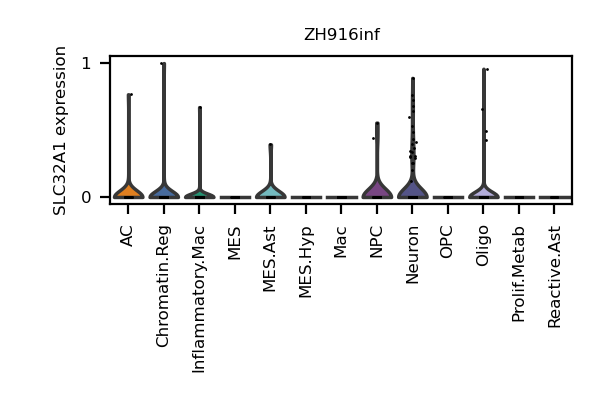 ZH916inf
SLC32A1 expression
1
0
AC
Chromatin.Reg
Inflammatory.Mac
MES
MES.Ast
MES.Hyp
Mac
NPC
Neuron
OPC
Oligo
Prolif.Metab
Reactive.Ast